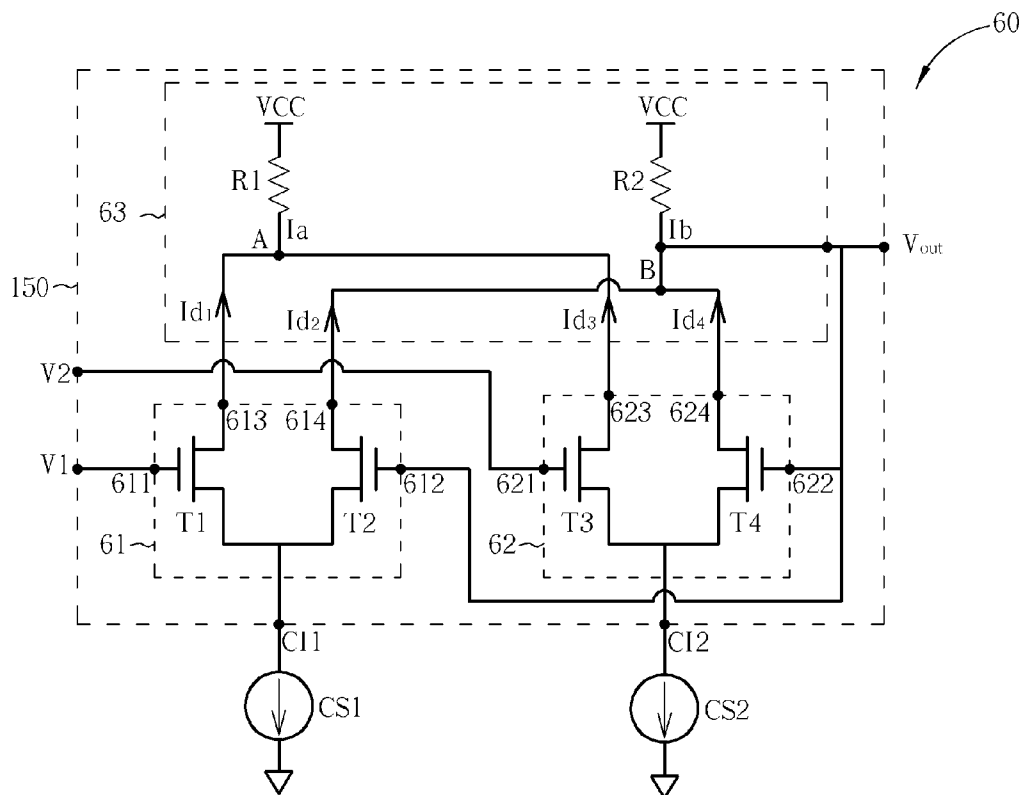 60
VCC VCC
R1 R2
63
A Ia Ib
B
Vout
150
Id1 Id2 Id3 Id4
V2
613 614 623 624
V1
611 612 621 622
T1 T2 T3 T4
61 62
CI1 CI2
CS1 CS2